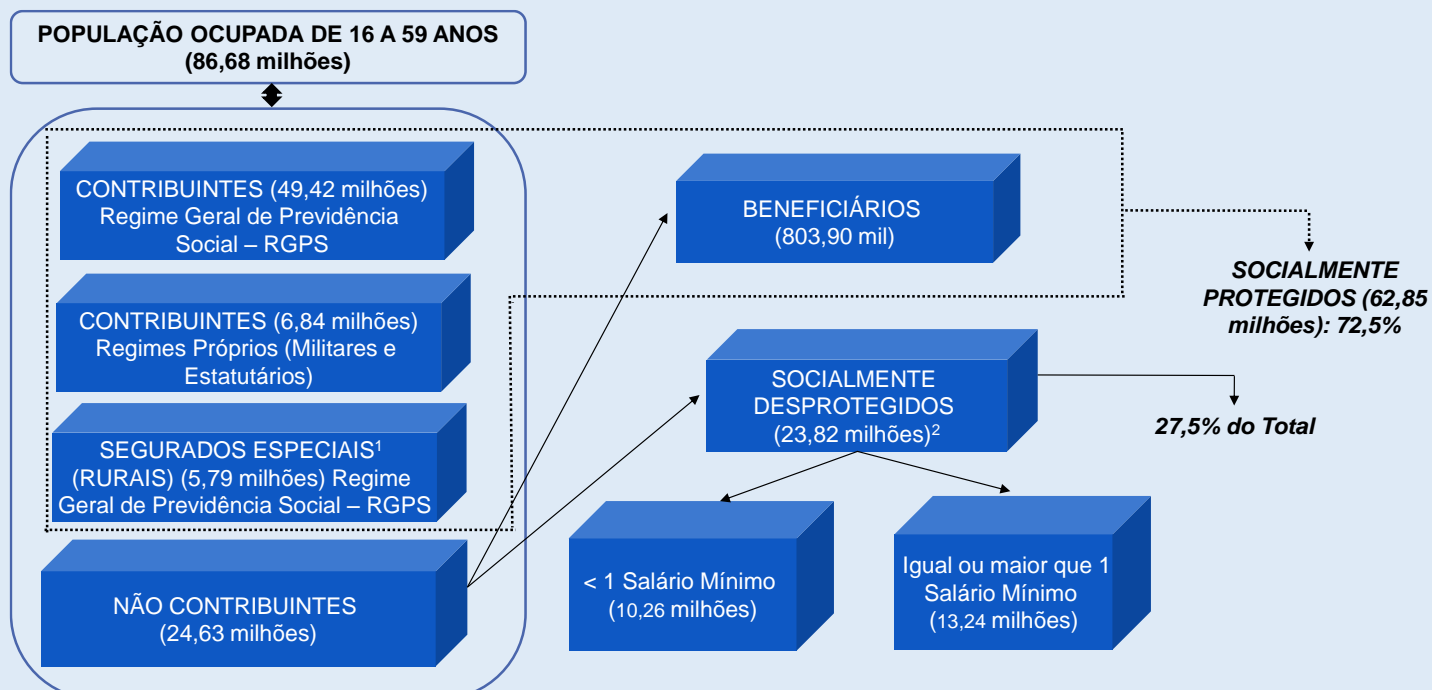 POPULAÇÃO OCUPADA DE 16 A 59 ANOS
(86,68 milhões)
CONTRIBUINTES (49,42 milhões)
Regime Geral de Previdência
Social – RGPS
CONTRIBUINTES (6,84 milhões)
Regimes Próprios (Militares e
Estatutários)
SEGURADOS ESPECIAIS¹
(RURAIS) (5,79 milhões) Regime
Geral de Previdência Social – RGPS
NÃO CONTRIBUINTES
(24,63 milhões)
BENEFICIÁRIOS
(803,90 mil)
SOCIALMENTE
PROTEGIDOS (62,85
milhões): 72,5%
SOCIALMENTE
DESPROTEGIDOS
(23,82 milhões)²
27,5% do Total
< 1 Salário Mínimo
(10,26 milhões)
Igual ou maior que 1
Salário Mínimo
(13,24 milhões)